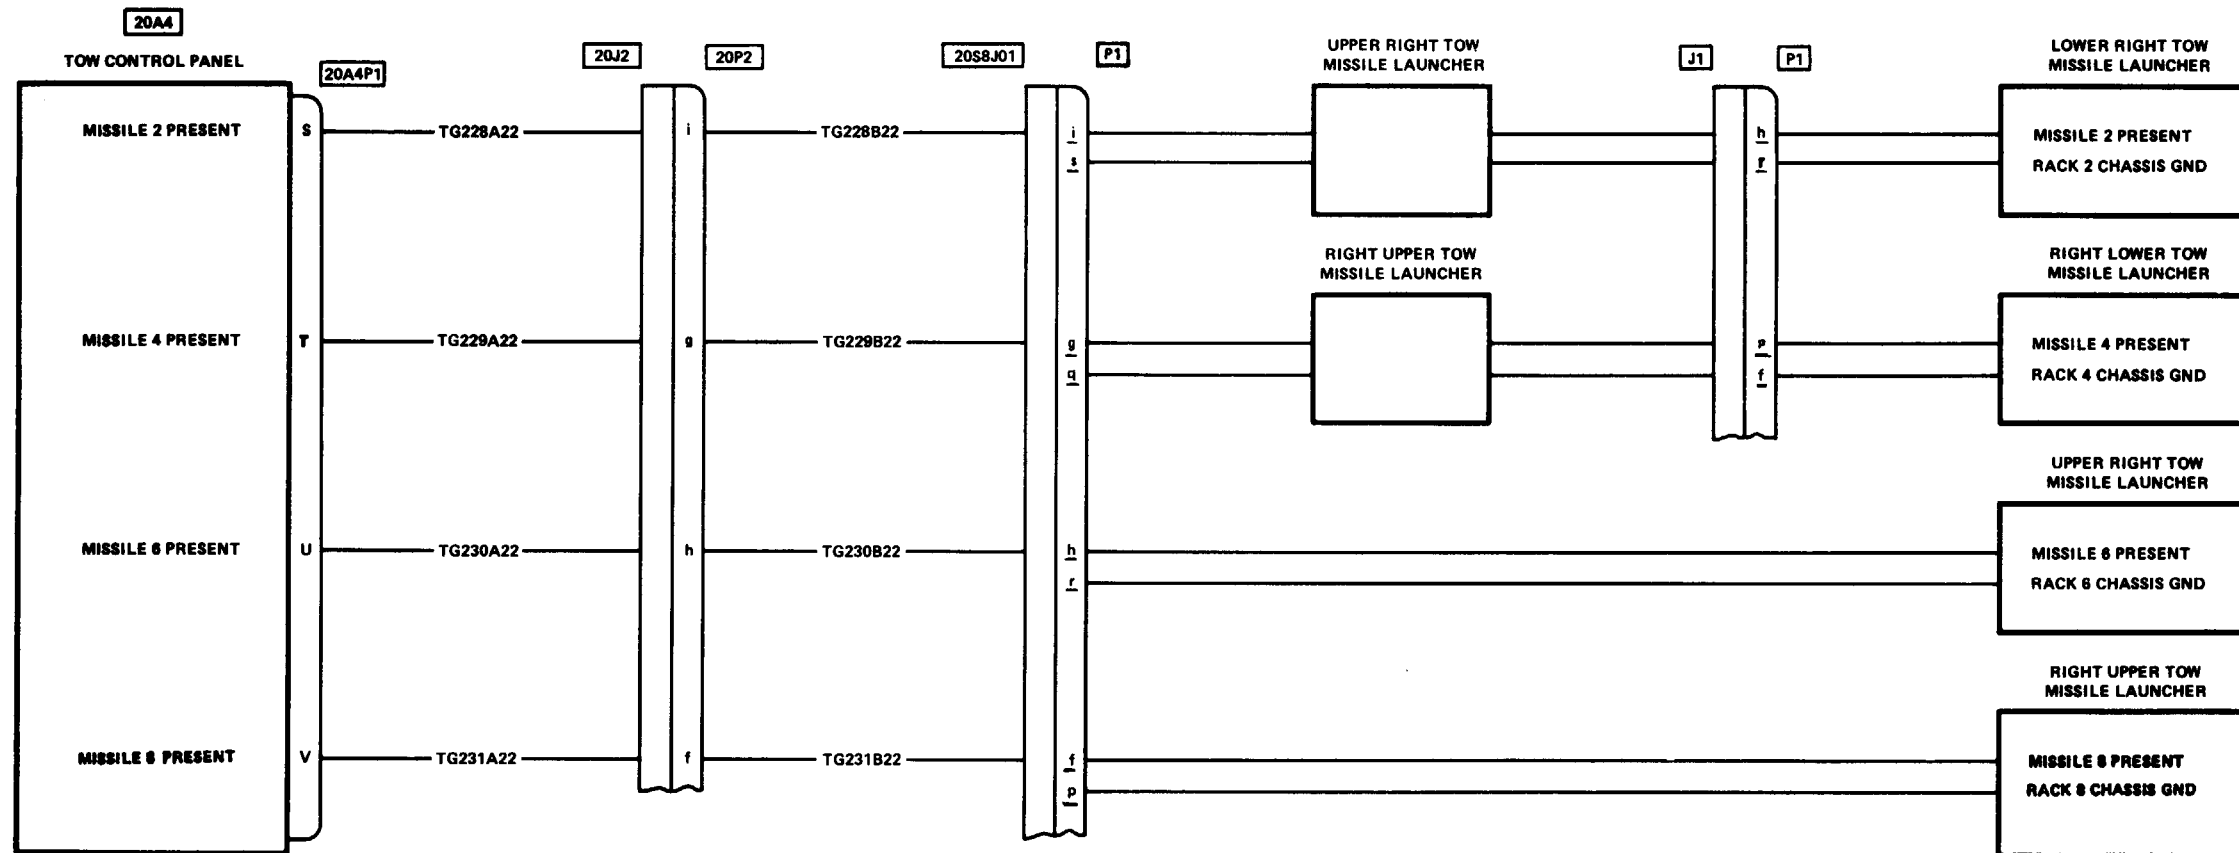 20A4
TOW CONTROL PANEL
20A4P1
20J2
20P2
20S8J01
P1
UPPER RIGHT TOW
MISSILE LAUNCHER
J1
P1
LOWER RIGHT TOW
MISSILE LAUNCHER
MISSILE 2 PRESENT
S
TG228A22
i
TG228B22
i
h
MISSILE 2 PRESENT
s
r
RACK 2 CHASSIS GND
RIGHT UPPER TOW
MISSILE LAUNCHER
RIGHT LOWER TOW
MISSILE LAUNCHER
MISSILE 4 PRESENT
T
TG229A22
g
TG229B22
g
p
MISSILE 4 PRESENT
q
f
RACK 4 CHASSIS GND
UPPER RIGHT TOW
MISSILE LAUNCHER
MISSILE 6 PRESENT
U
TG230A22
h
TG230B22
h
MISSILE 6 PRESENT
r
RACK 6 CHASSIS GND
RIGHT UPPER TOW
MISSILE LAUNCHER
MISSILE 8 PRESENT
V
TG231A22
f
TG231B22
f
MISSILE 8 PRESENT
p
RACK 8 CHASSIS GND